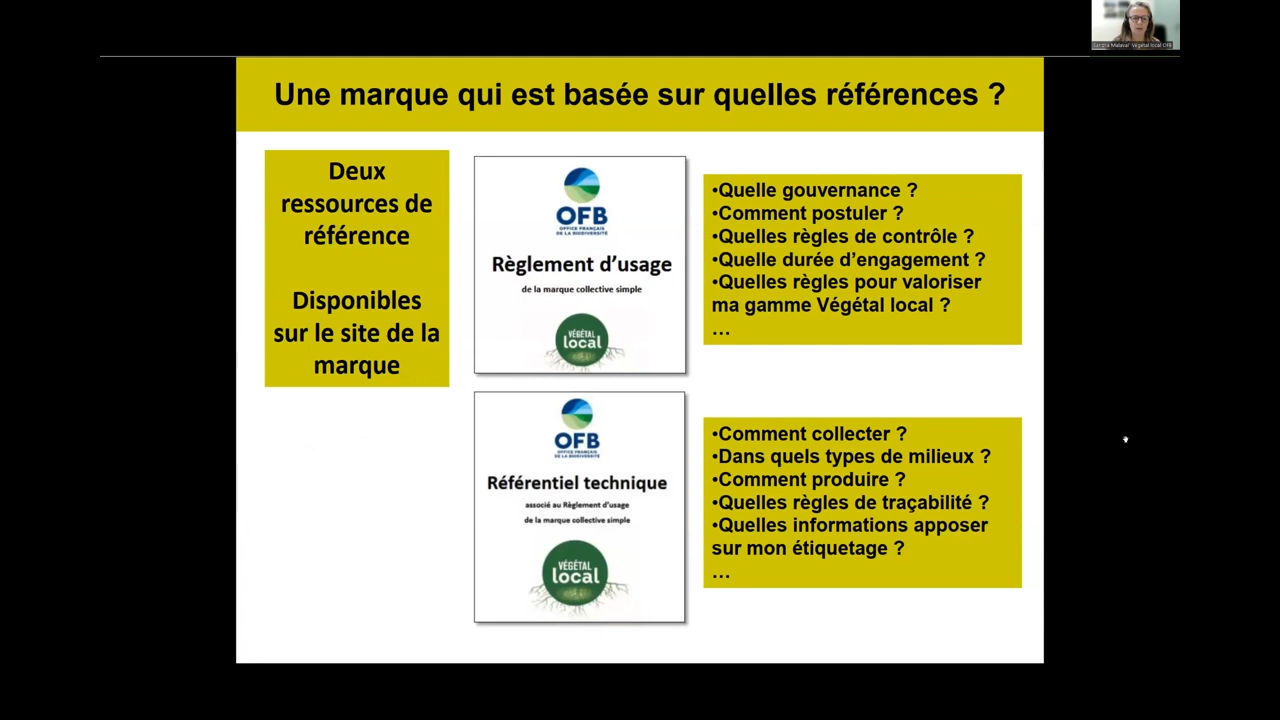 Une marque qui est basée sur quelles références ?
Deux
ressources de
référence
Disponibles
sur le site de la
marque
OFB
OFFICE FRANÇAIS
DE LA BIODIVERSITÉ
Règlement d'usage
de la marque collective simple
VÉGÉTAL
local
•Quelle gouvernance ?
•Comment postuler ?
•Quelles règles de contrôle ?
•Quelle durée d'engagement ?
•Quelles règles pour valoriser
ma gamme Végétal local ?
...
OFB
OFFICE FRANÇAIS
DE LA BIODIVERSITÉ
Référentiel technique
associé au Règlement d'usage
de la marque collective simple
VÉGÉTAL
local
•Comment collecter ?
•Dans quels types de milieux ?
•Comment produire ?
•Quelles règles de traçabilité ?
•Quelles informations apposer
sur mon étiquetage ?
...
Végétal local OFB